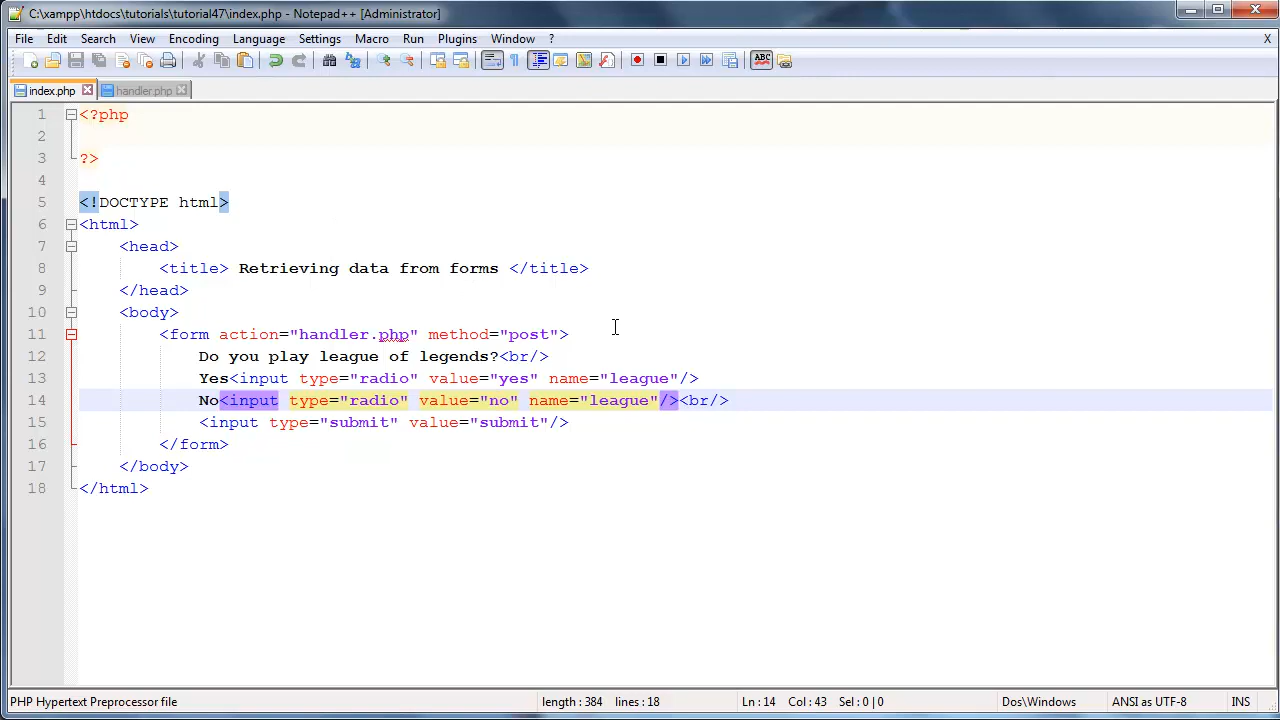 C:\xampp\htdocs\tutorials\tutorial47\index.php - Notepad++ [Administrator]
File Edit Search View Encoding Language Settings Macro Run Plugins Window ? X
index.php handler.php
1 <?php
2
3 ?>
4
5 <!DOCTYPE html>
6 <html>
7 <head>
8 <title> Retrieving data from forms </title>
9 </head>
10 <body>
11 <form action="handler.php" method="post">
12 Do you play league of legends?<br/>
13 Yes<input type="radio" value="yes" name="league"/>
14 No<input type="radio" value="no" name="league"/><br/>
15 <input type="submit" value="submit"/>
16 </form>
17 </body>
18 </html>
PHP Hypertext Preprocessor file length : 384 lines : 18 Ln : 14 Col : 43 Sel : 0 | 0 Dos\Windows ANSI as UTF-8 INS